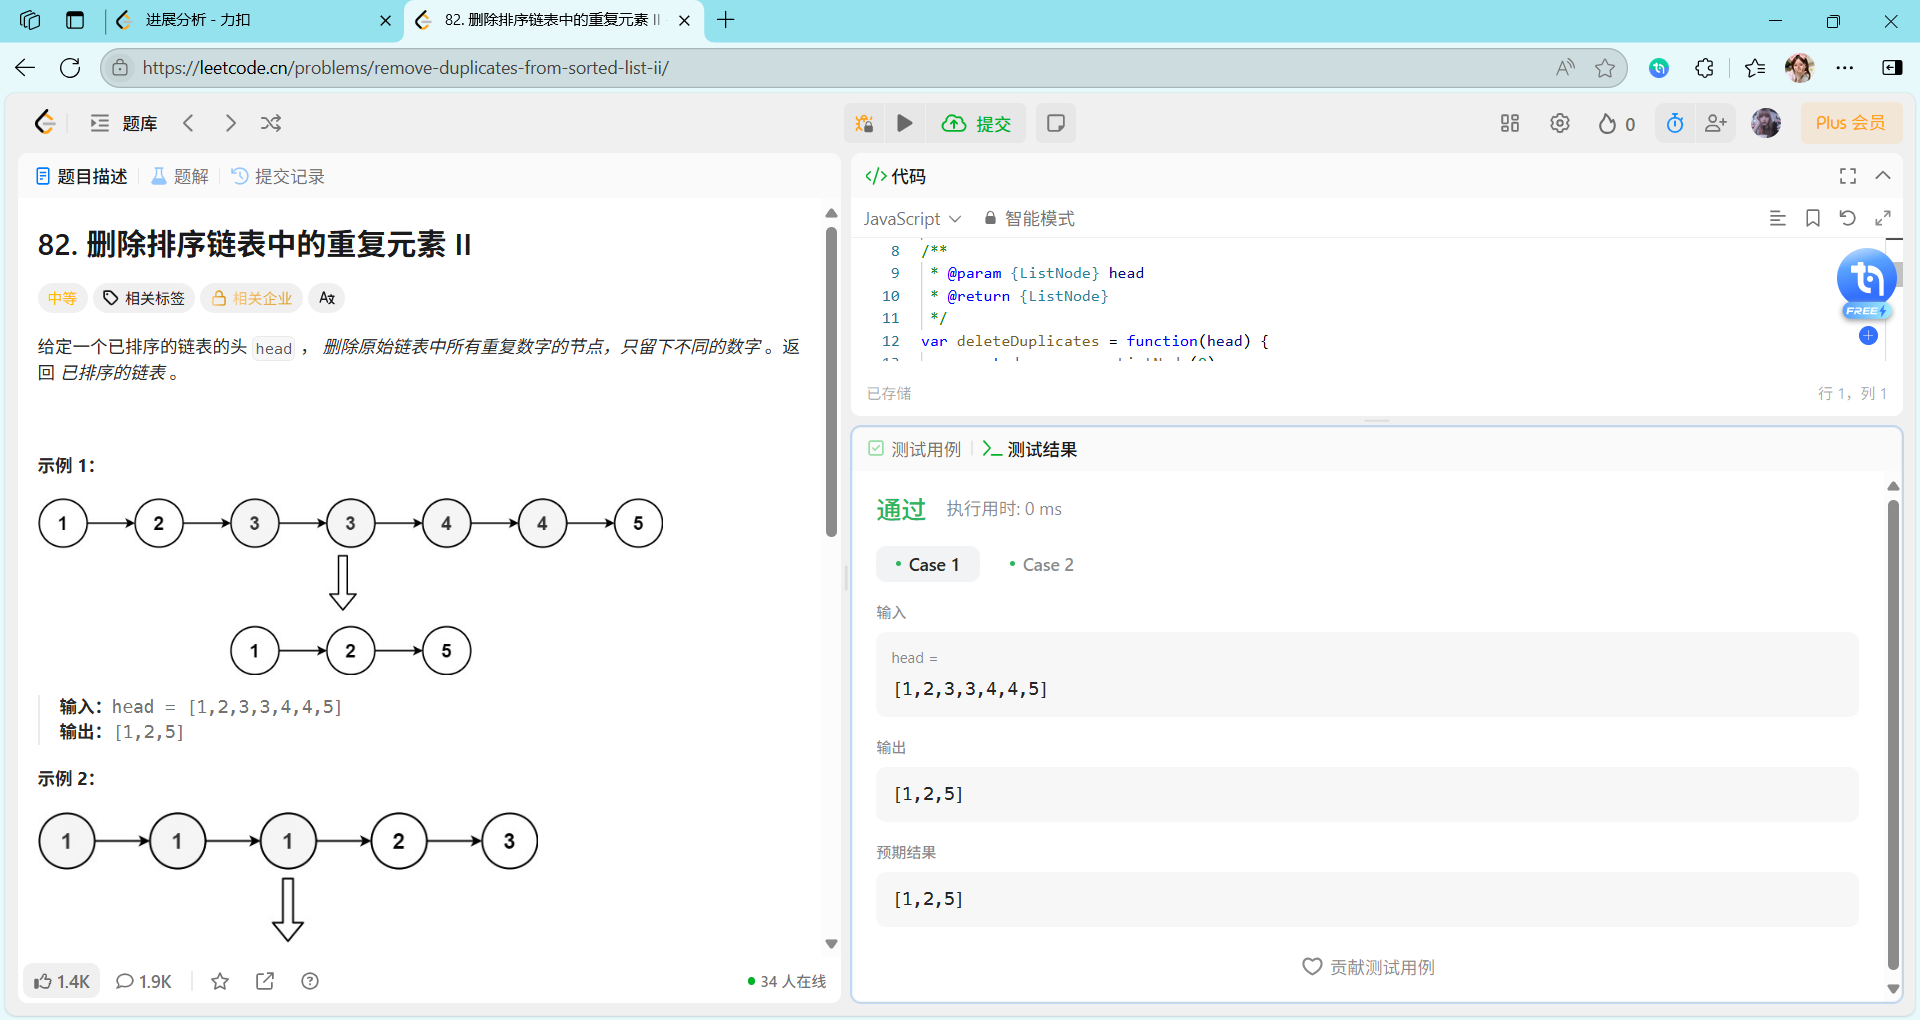 进展分析 - 力扣
82. 删除排序链表中的重复元素 II
https://leetcode.cn/problems/remove-duplicates-from-sorted-list-ii/
题库
提交
0
Plus 会员
题目描述
题解
提交记录
82. 删除排序链表中的重复元素 II
中等
相关标签
相关企业
给定一个已排序的链表的头 head ， 删除原始链表中所有重复数字的节点，只留下不同的数字 。返
回 已排序的链表 。
示例 1：
1 2 3 3 4 4 5
1 2 5
输入：head = [1,2,3,3,4,4,5]
输出：[1,2,5]
示例 2：
1 1 1 2 3
1.4K
1.9K
34 人在线
</> 代码
JavaScript
智能模式
8 /**
9 * @param {ListNode} head
10 * @return {ListNode}
11 */
12 var deleteDuplicates = function(head) {
FREE
已存储
行 1，列 1
测试用例
测试结果
通过
执行用时: 0 ms
Case 1
Case 2
输入
head =
[1,2,3,3,4,4,5]
输出
[1,2,5]
预期结果
[1,2,5]
贡献测试用例